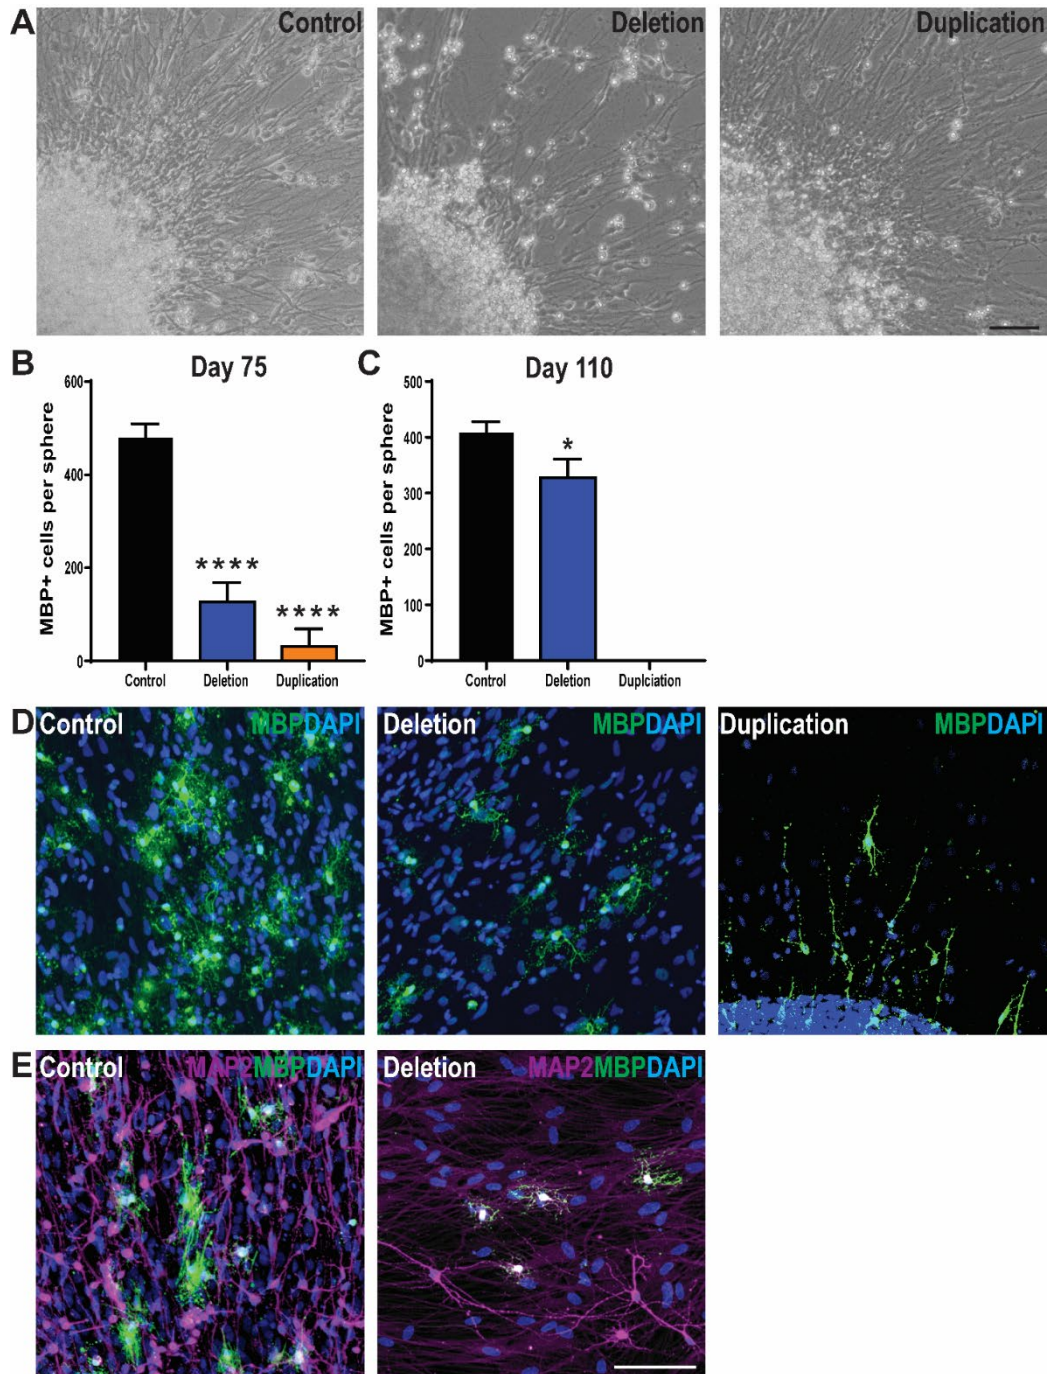 A Control Deletion Duplication
B Day 75 C Day 110
MBP+ cells per sphere
600
400
200
0
****
****
Control Deletion Duplication
MBP+ cells per sphere
500
400
300
200
100
0
*
Control Deletion Duplciation
D Control MBPDAPI Deletion MBPDAPI Duplication MBPDAPI
E Control MAP2MBPDAPI Deletion MAP2MBPDAPI